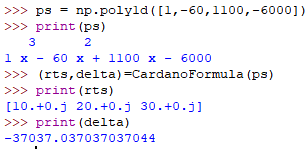 >>> ps = np.poly1d([1,-60,1100,-6000])
>>> print(ps)
   3      2
1 x - 60 x + 1100 x - 6000
>>> (rts,delta)=CardanoFormula(ps)
>>> print(rts)
[10.+0.j 20.+0.j 30.+0.j]
>>> print(delta)
-37037.037037037044